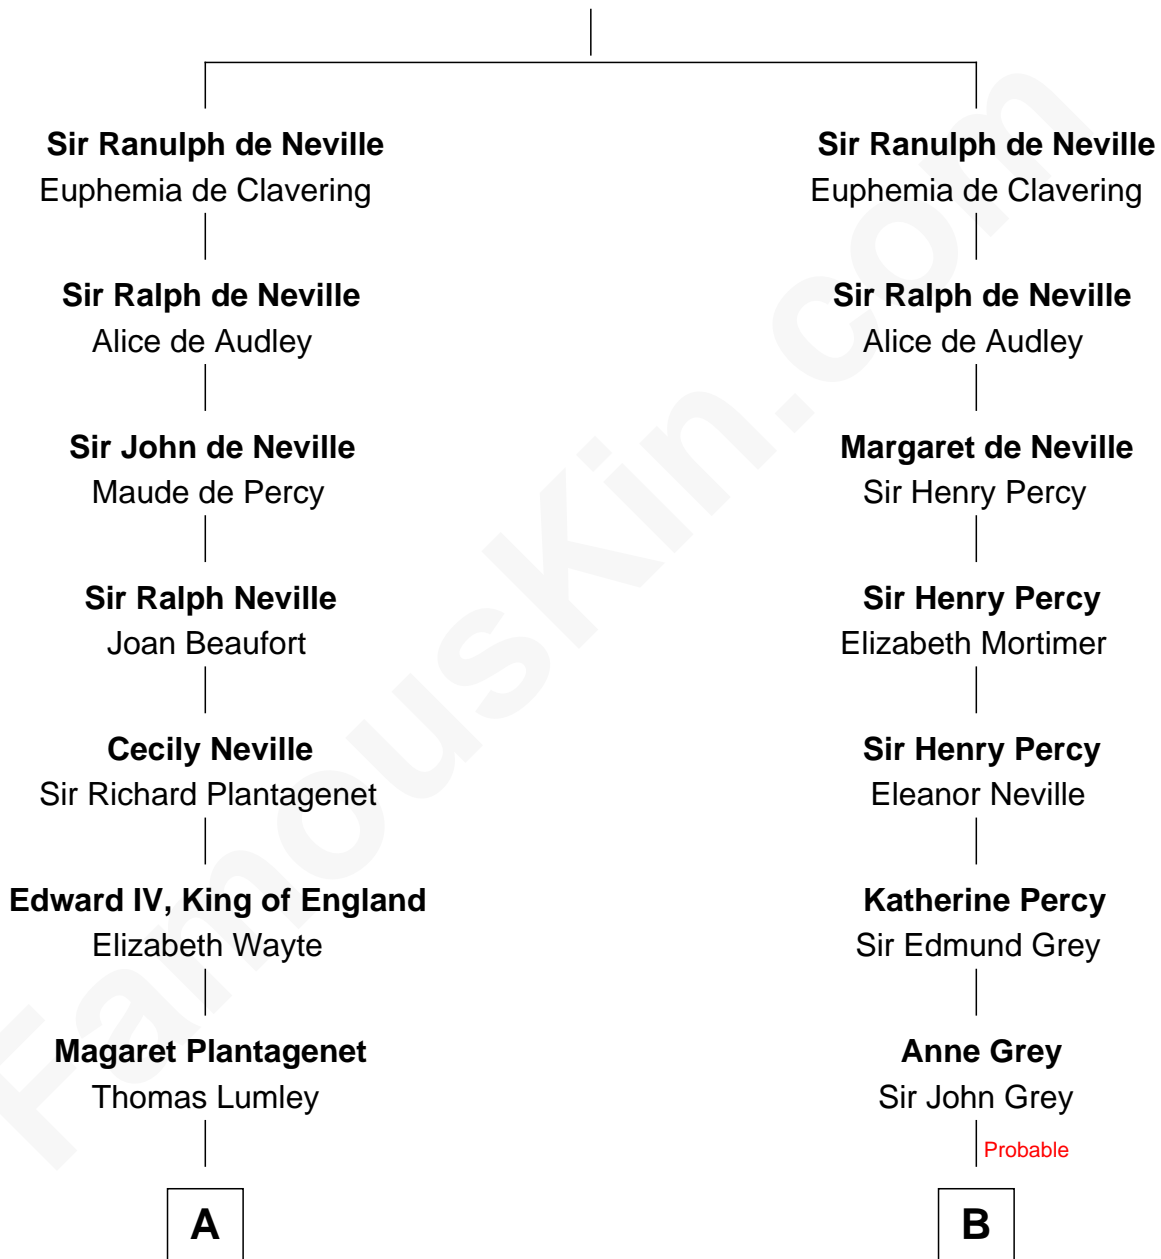 Sir Ranulph de Neville
Euphemia de Clavering
Sir Ralph de Neville
Alice de Audley
Sir John de Neville
Maude de Percy
Sir Ralph Neville
Joan Beaufort
Cecily Neville
Sir Richard Plantagenet
Edward IV, King of England
Elizabeth Wayte
Magaret Plantagenet
Thomas Lumley
A
Sir Ranulph de Neville
Euphemia de Clavering
Sir Ralph de Neville
Alice de Audley
Margaret de Neville
Sir Henry Percy
Sir Henry Percy
Elizabeth Mortimer
Sir Henry Percy
Eleanor Neville
Katherine Percy
Sir Edmund Grey
Anne Grey
Sir John Grey
Probable
B
FamousKin.com